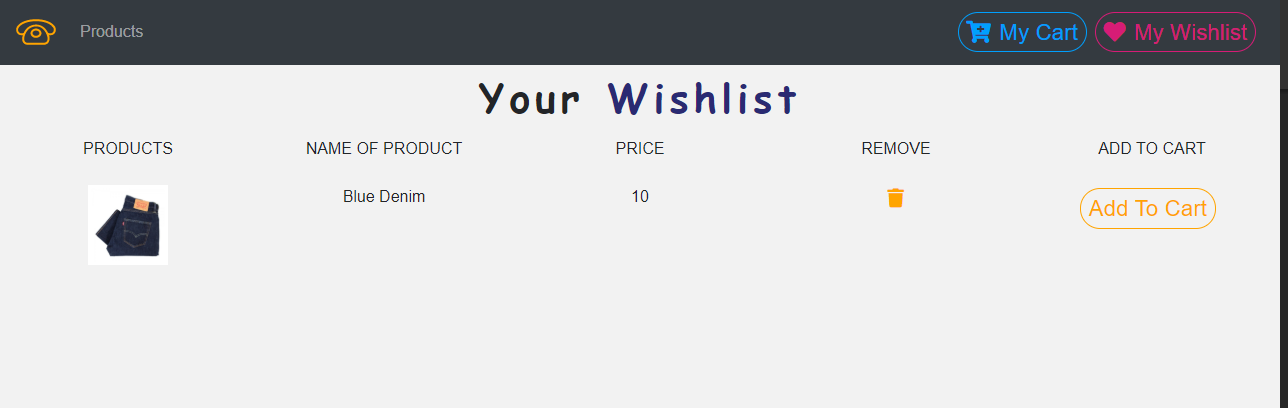 Products
My Cart
My Wishlist
Your Wishlist
PRODUCTS
NAME OF PRODUCT
PRICE
REMOVE
ADD TO CART
Blue Denim
10
Add To Cart